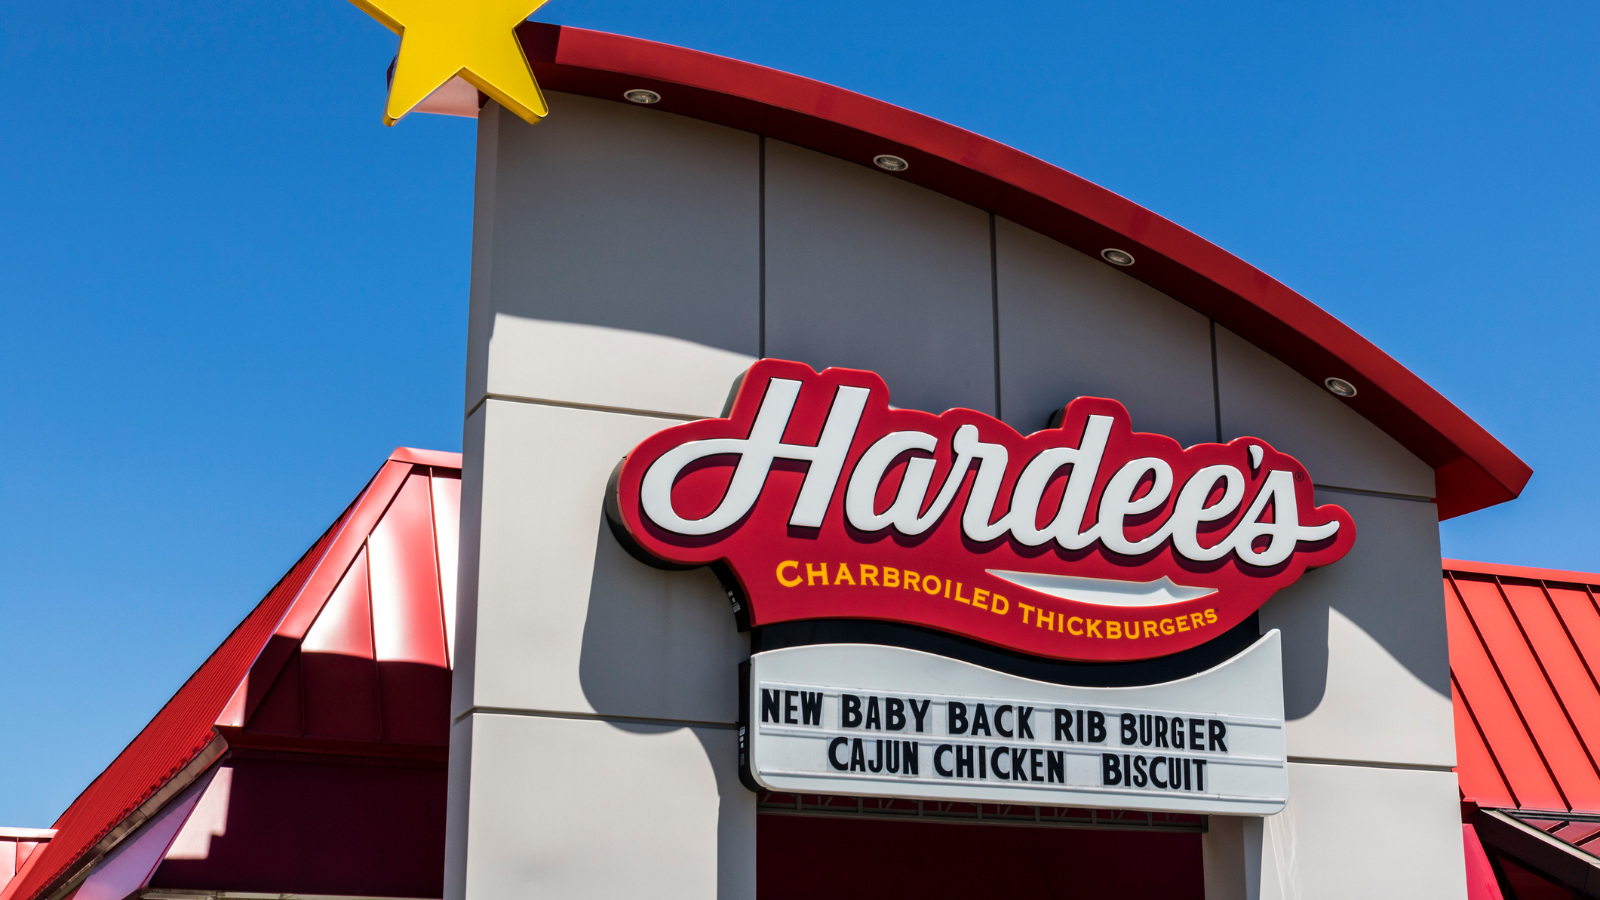 Hardee's
CHARBROILED THICKBURGERS
NEW BABY BACK RIB BURGER
CAJUN CHICKEN BISCUIT